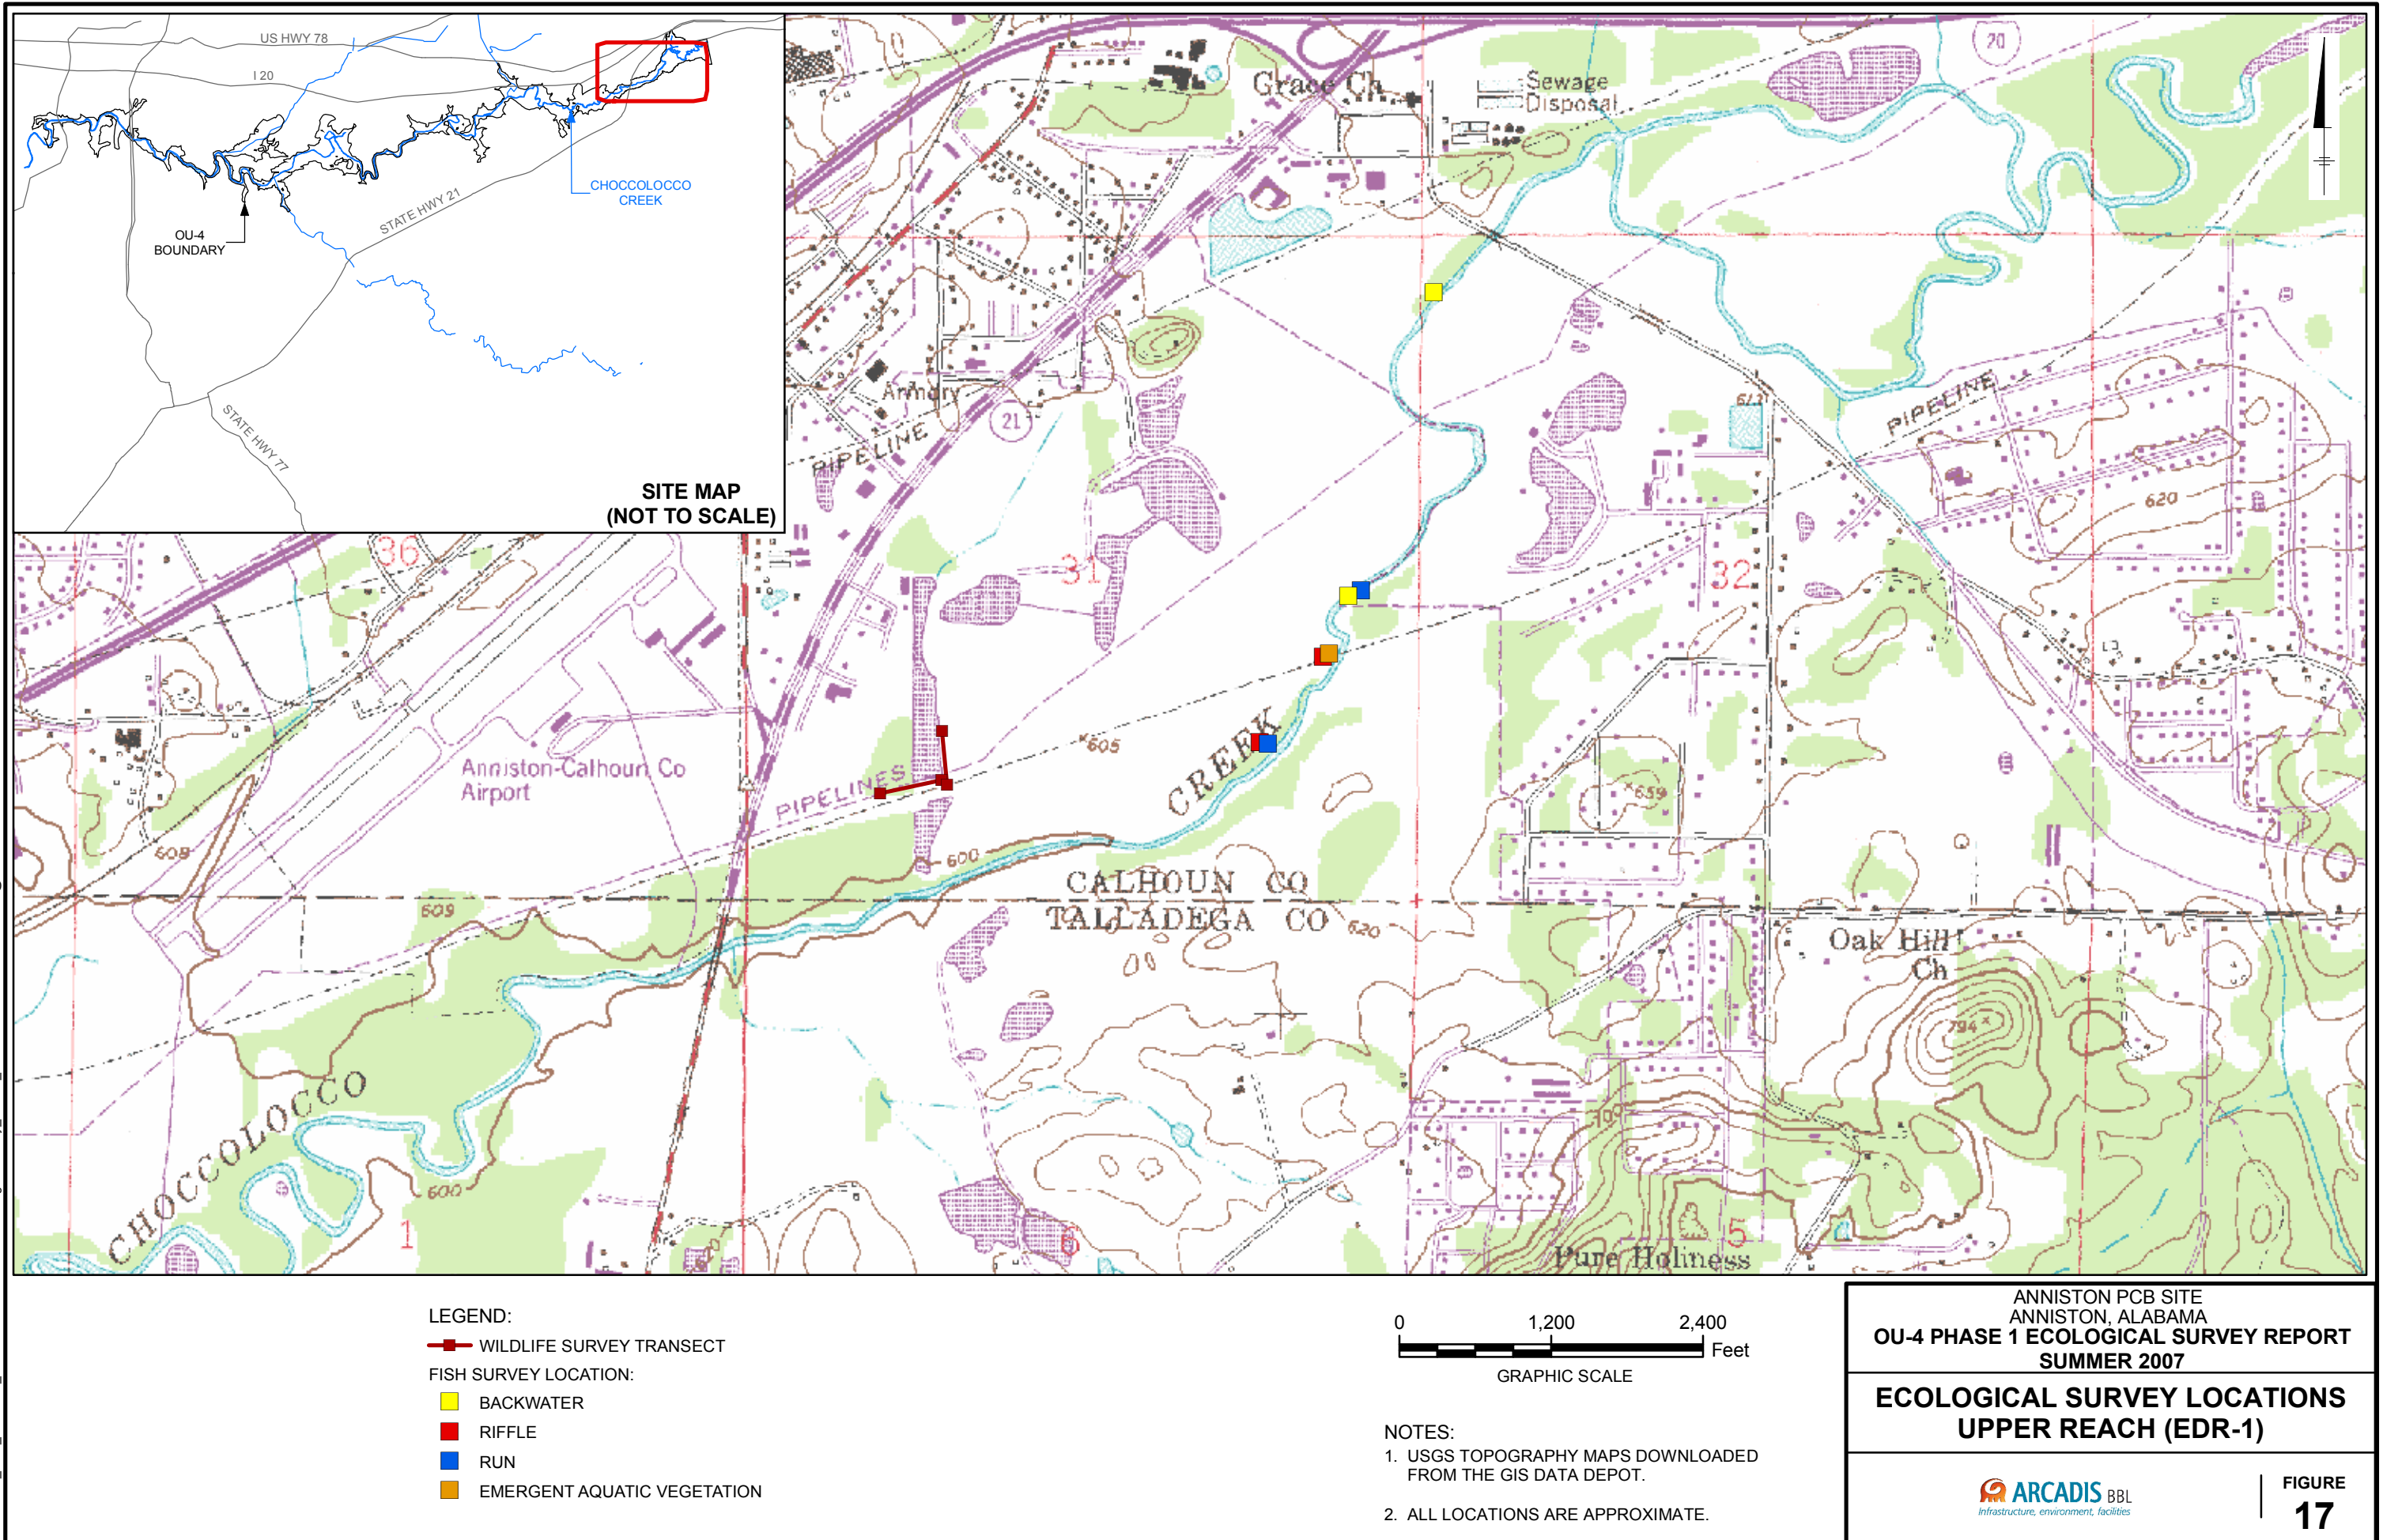 US HWY 78
I 20
CHOCCOLOCCO
CREEK
STATE HWY 21
OU-4
BOUNDARY
STATE HWY 77
SITE MAP
(NOT TO SCALE)
Grace Ch
Sewage
Disposal
20
Armory
21
PIPELINE
PIPELINE
620
36
31
32
605
659
CREEK
Anniston-Calhoun Co
Airport
PIPELINES
609
600
CALHOUN CO
TALLADEGA CO
620
Oak Hill
Ch
794
CHOCCOLOCCO
600
1
6
5
Pure Holiness
LEGEND:
WILDLIFE SURVEY TRANSECT
FISH SURVEY LOCATION:
BACKWATER
RIFFLE
RUN
EMERGENT AQUATIC VEGETATION
0 1,200 2,400
Feet
GRAPHIC SCALE
NOTES:
1. USGS TOPOGRAPHY MAPS DOWNLOADED
FROM THE GIS DATA DEPOT.
2. ALL LOCATIONS ARE APPROXIMATE.
ANNISTON PCB SITE
ANNISTON, ALABAMA
OU-4 PHASE 1 ECOLOGICAL SURVEY REPORT
SUMMER 2007
ECOLOGICAL SURVEY LOCATIONS
UPPER REACH (EDR-1)
ARCADIS BBL
Infrastructure, environment, facilities
FIGURE
17